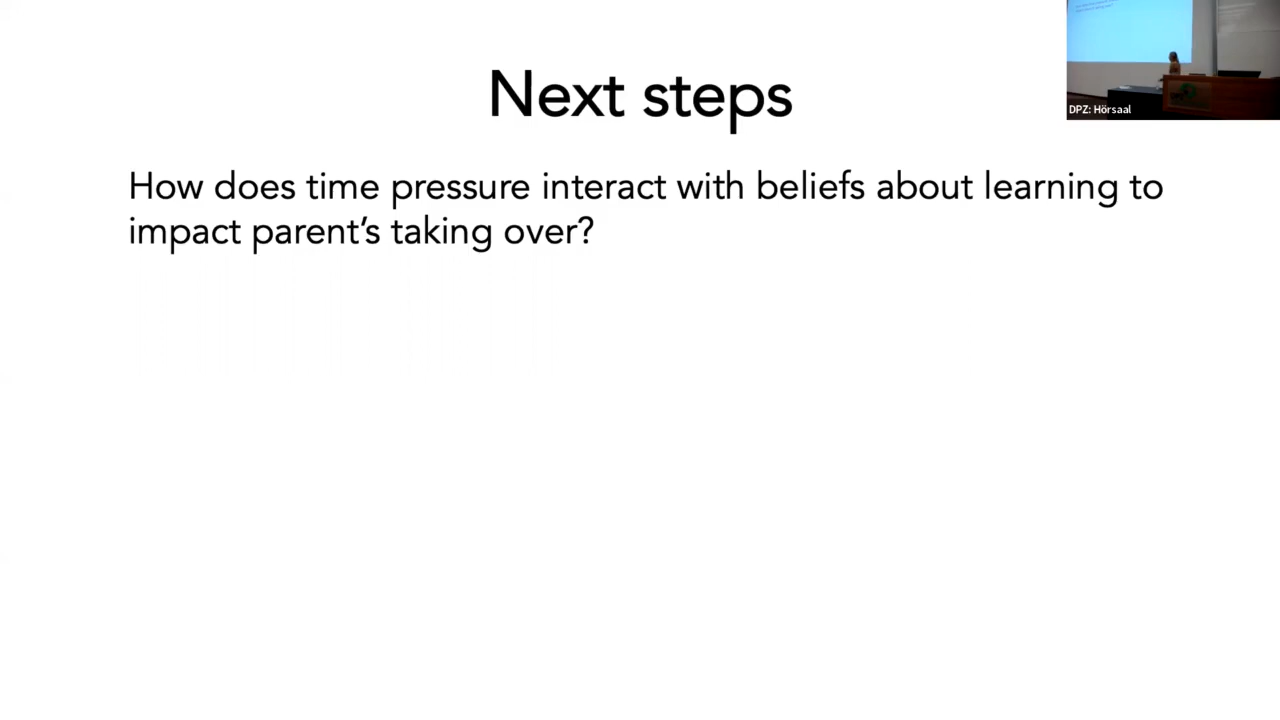 Next steps
How does time pressure interact with beliefs about learning to
impact parent’s taking over?
DPZ: Hörsaal